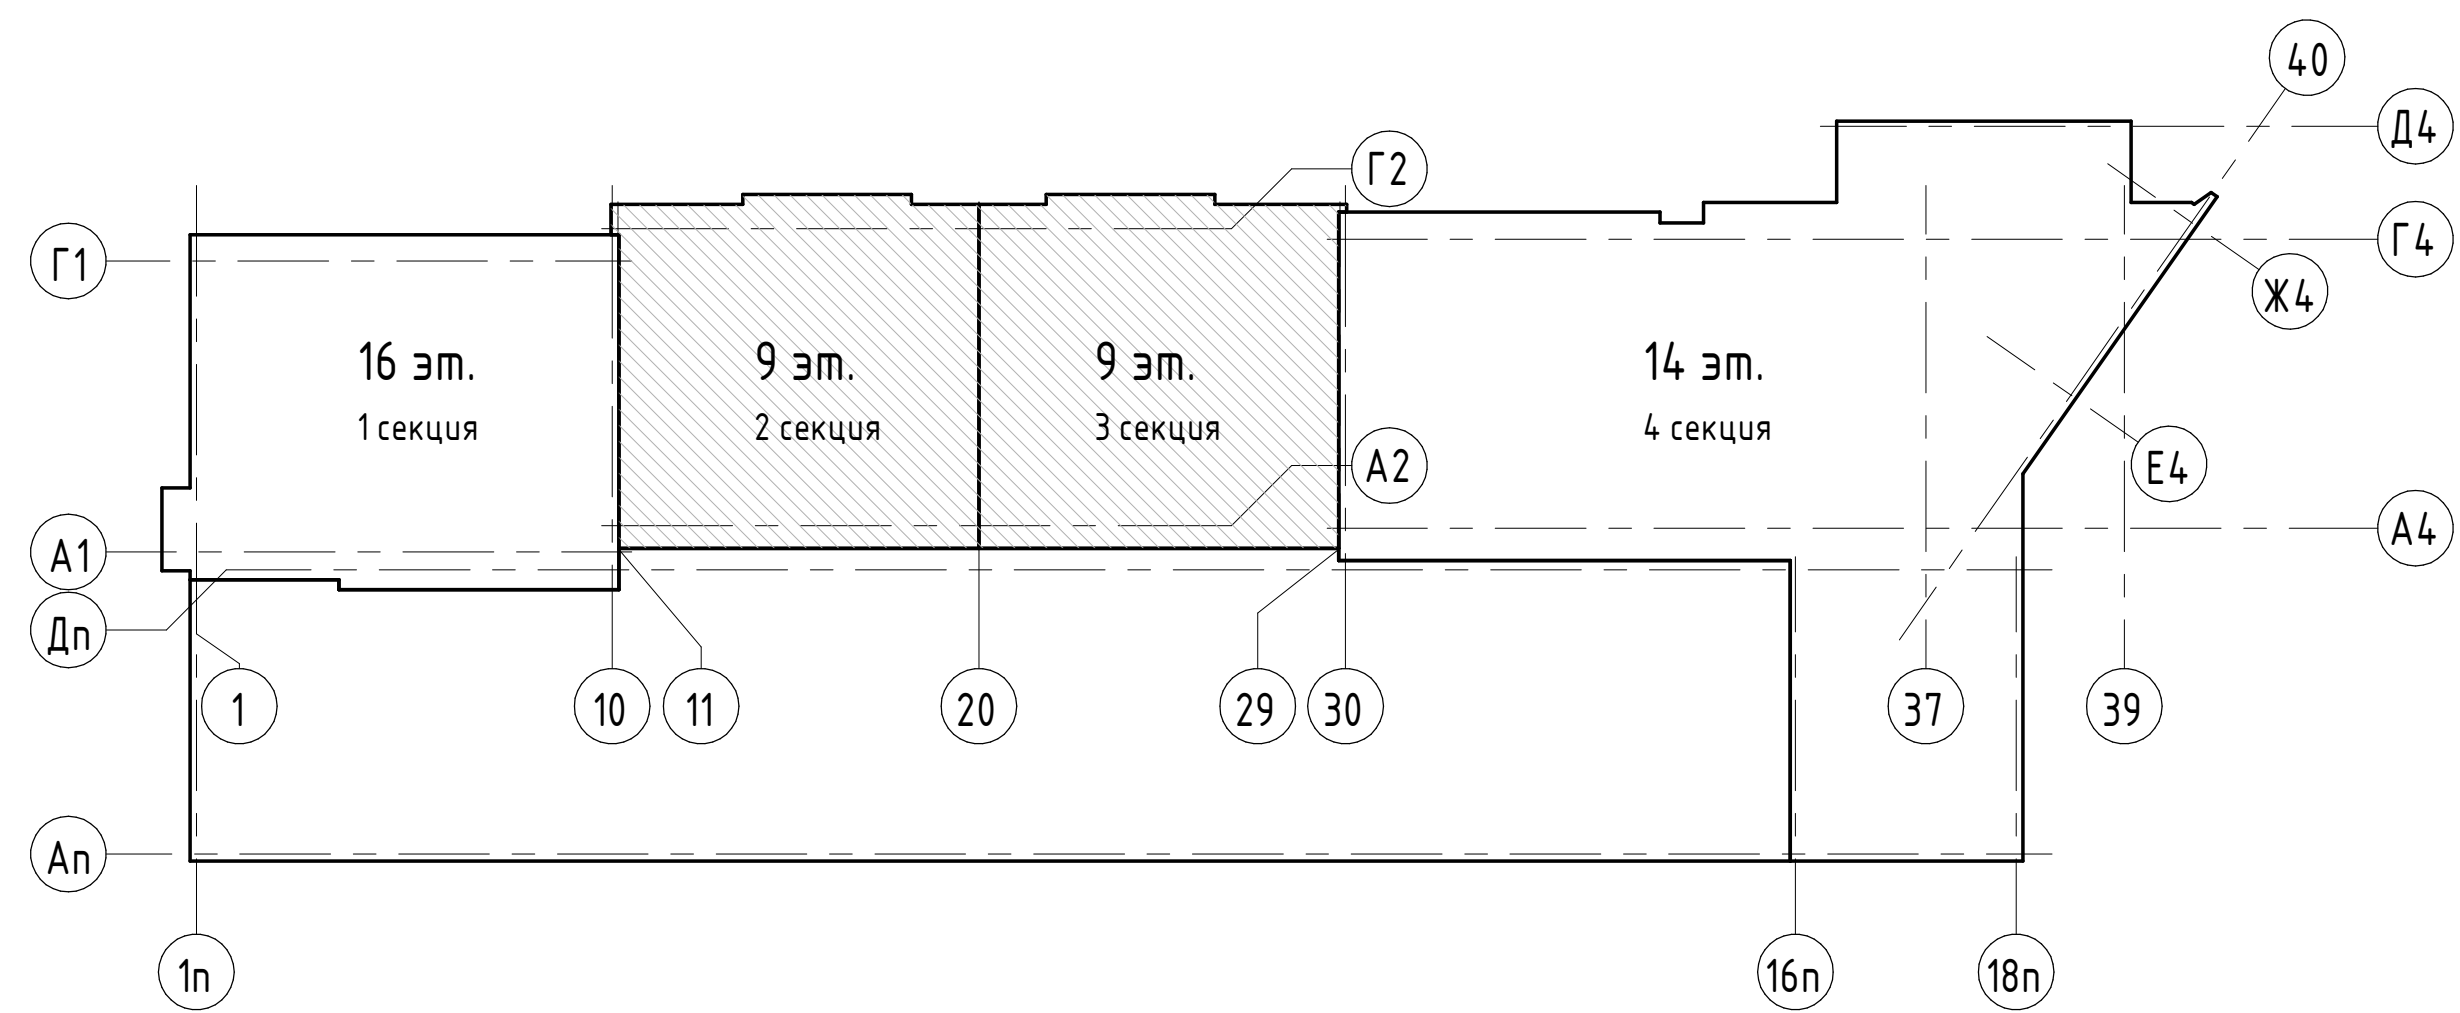 40
Д4
Г2
Г1
Г4
Ж4
16 эт.
9 эт.
9 эт.
14 эт.
1 секция
2 секция
3 секция
4 секция
А2
Е4
А1
А4
Дп
1
10
11
20
29
30
37
39
Ап
1п
16п
18п